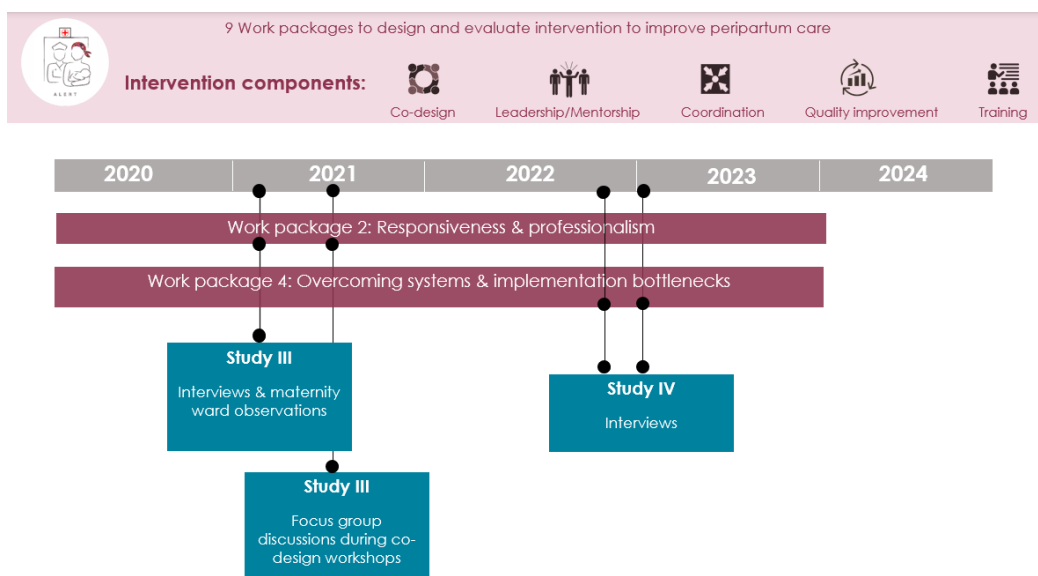 9 Work packages to design and evaluate intervention to improve peripartum care
ALERT
Intervention components:
Co-design
Leadership/Mentorship
Coordination
Quality improvement
Training
2020
2021
2022
2023
2024
Work package 2: Responsiveness & professionalism
Work package 4: Overcoming systems & implementation bottlenecks
Study III
Interviews & maternity
ward observations
Study IV
Interviews
Study III
Focus group
discussions during co-
design workshops